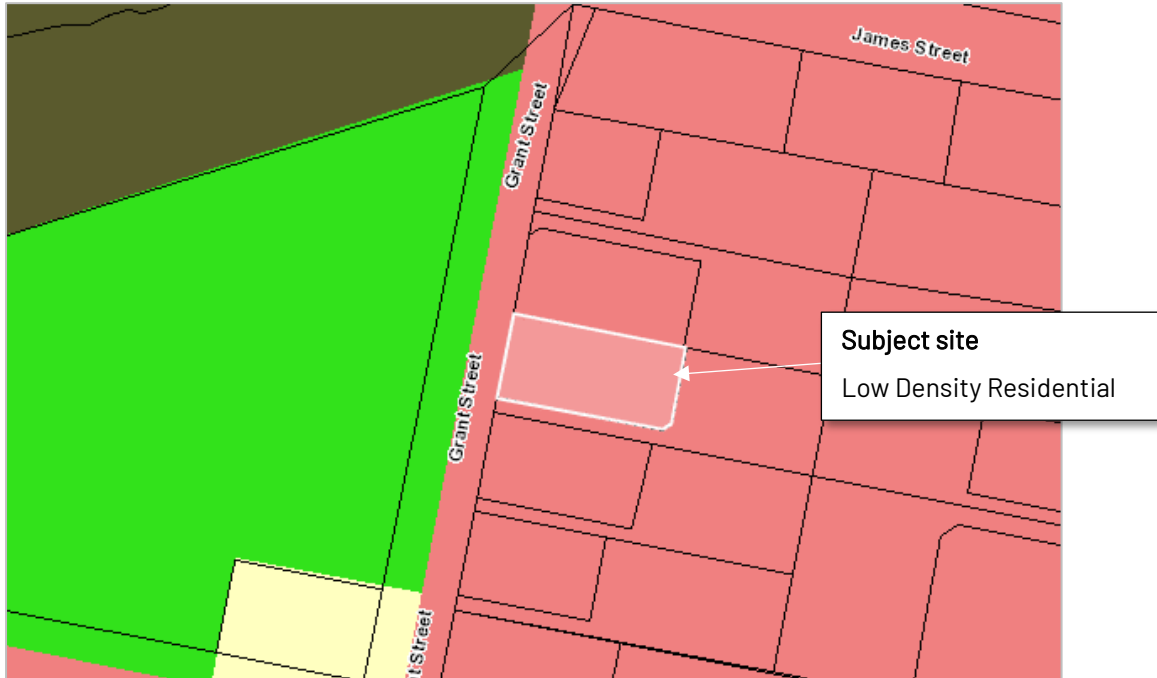 James Street
Grant Street
Subject site
Low Density Residential
Grant Street
t Street